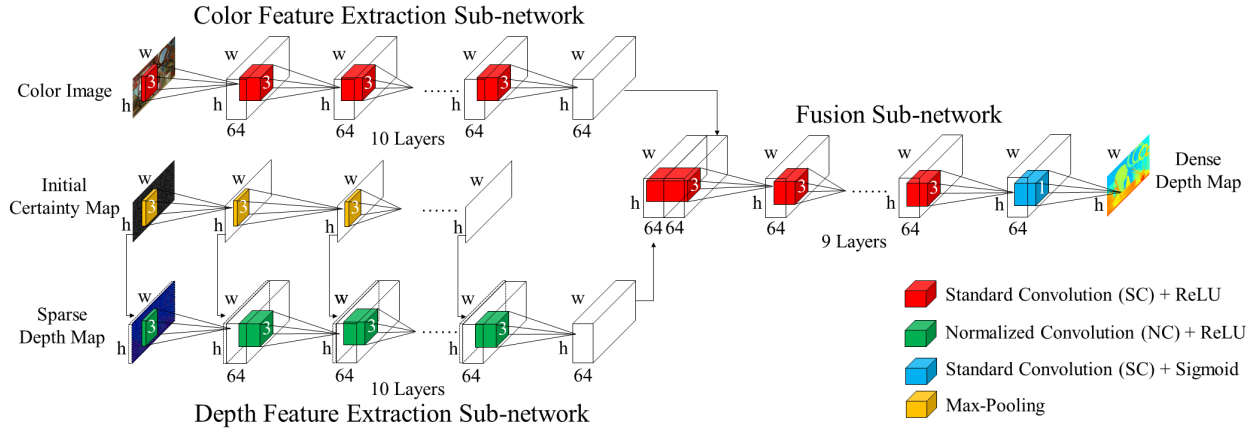 Color Feature Extraction Sub-network
Color Image
w
h
3
w
3
64
w
h
3
64
w
h
3
64
w
h
64
10 Layers
Initial
Certainty Map
w
h
3
w
h
3
w
h
3
w
h
Sparse
Depth Map
w
h
3
w
h
3
64
w
h
3
64
w
h
3
64
w
h
64
10 Layers
Depth Feature Extraction Sub-network
Fusion Sub-network
w
h
3
64 64
w
h
3
64
w
h
3
64
w
h
1
64
w
h
9 Layers
Dense
Depth Map
Standard Convolution (SC) + ReLU
Normalized Convolution (NC) + ReLU
Standard Convolution (SC) + Sigmoid
Max-Pooling